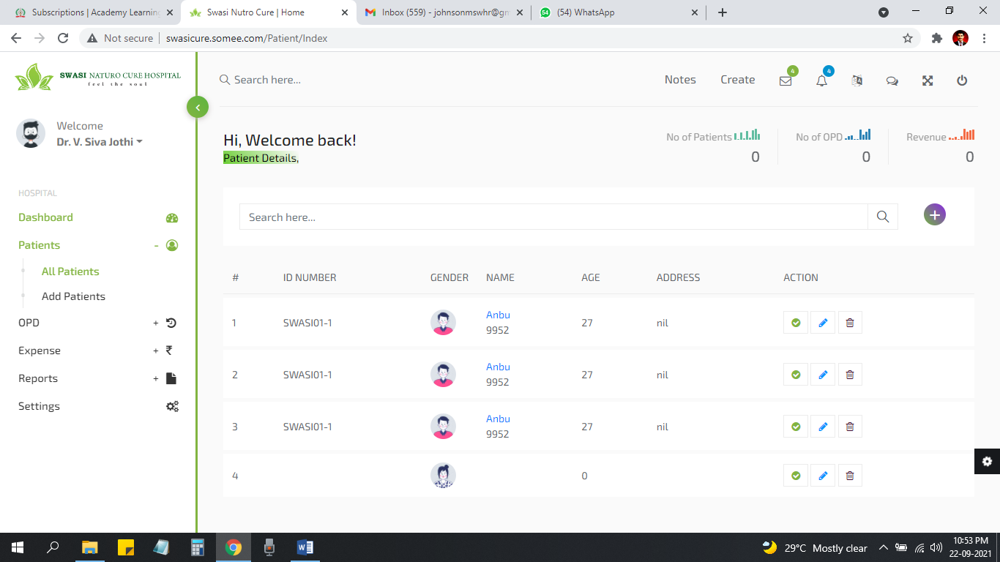 Subscriptions | Academy Learning
Swasi Nutro Cure | Home
Inbox (559) - johnsonmswhr@gm
(54) WhatsApp
Not secure
swasicure.somee.com/Patient/Index
SWASI NATURO CURE HOSPITAL
feel the soul
Search here...
Notes
Create
4
4
Welcome
Dr. V. Siva Jothi
Hi, Welcome back!
Patient Details,
No of Patients
0
No of OPD
0
Revenue
0
HOSPITAL
Dashboard
Patients -
All Patients
Add Patients
OPD +
Expense + ₹
Reports +
Settings
Search here...
# ID NUMBER GENDER NAME AGE ADDRESS ACTION
1 SWASI01-1 Anbu 27 nil
9952
2 SWASI01-1 Anbu 27 nil
9952
3 SWASI01-1 Anbu 27 nil
9952
4 0
29°C Mostly clear
10:53 PM
22-09-2021